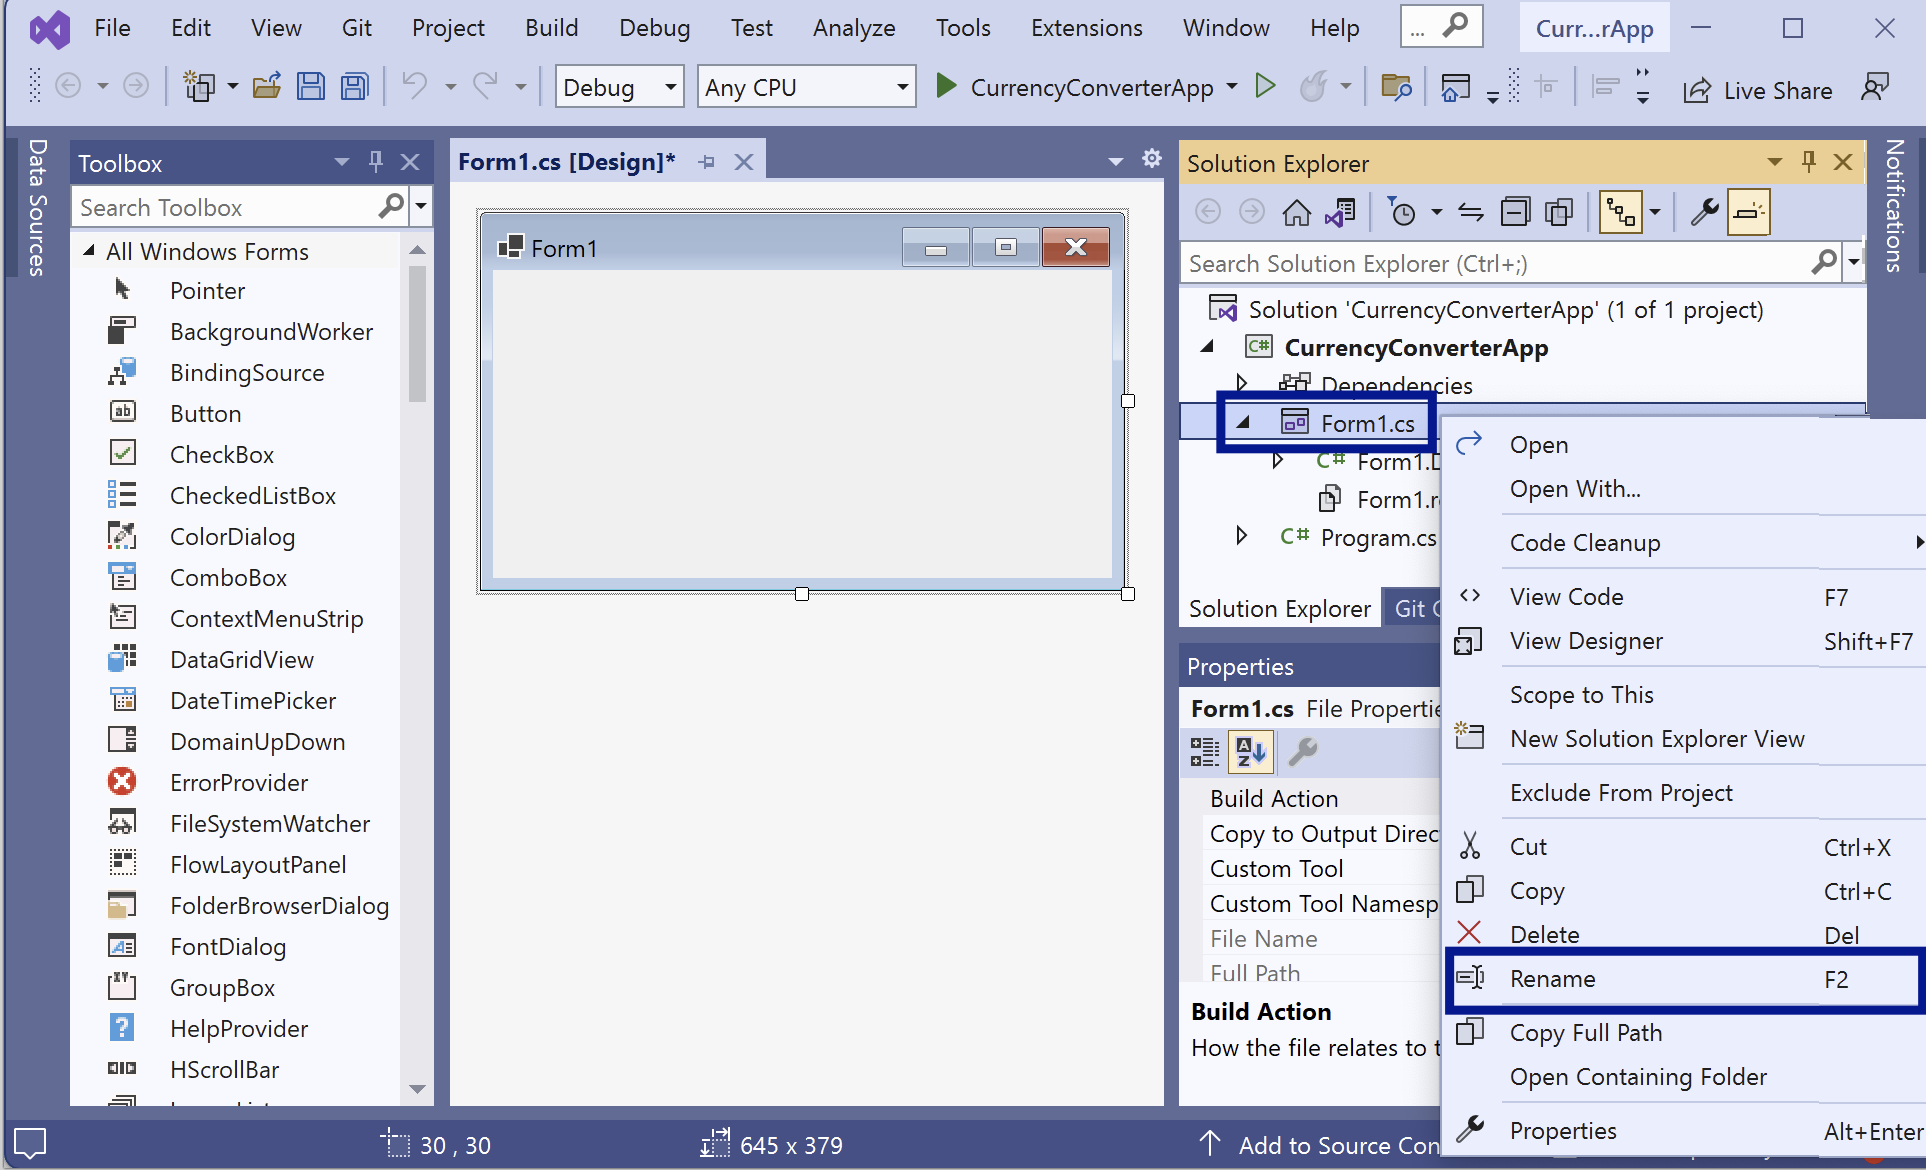 File Edit View Git Project Build Debug Test Analyze Tools Extensions Window Help ... Curr...rApp
Debug Any CPU CurrencyConverterApp Live Share
Data Sources
Toolbox
Search Toolbox
All Windows Forms
Pointer
BackgroundWorker
BindingSource
Button
CheckBox
CheckedListBox
ColorDialog
ComboBox
ContextMenuStrip
DataGridView
DateTimePicker
DomainUpDown
ErrorProvider
FileSystemWatcher
FlowLayoutPanel
FolderBrowserDialog
FontDialog
GroupBox
HelpProvider
HScrollBar
Form1.cs [Design]*
Form1
Solution Explorer
Search Solution Explorer (Ctrl+;)
Solution 'CurrencyConverterApp' (1 of 1 project)
C# CurrencyConverterApp
Dependencies
Form1.cs
C# Form1.D
Form1.r
C# Program.cs
Solution Explorer Git
Properties
Form1.cs File Propertie
Build Action
Copy to Output Direc
Custom Tool
Custom Tool Namesp
File Name
Full Path
Build Action
How the file relates to t
Notifications
Open
Open With...
Code Cleanup
View Code F7
View Designer Shift+F7
Scope to This
New Solution Explorer View
Exclude From Project
Cut Ctrl+X
Copy Ctrl+C
Delete Del
Rename F2
Copy Full Path
Open Containing Folder
Properties Alt+Enter
30 , 30 645 x 379 Add to Source Con